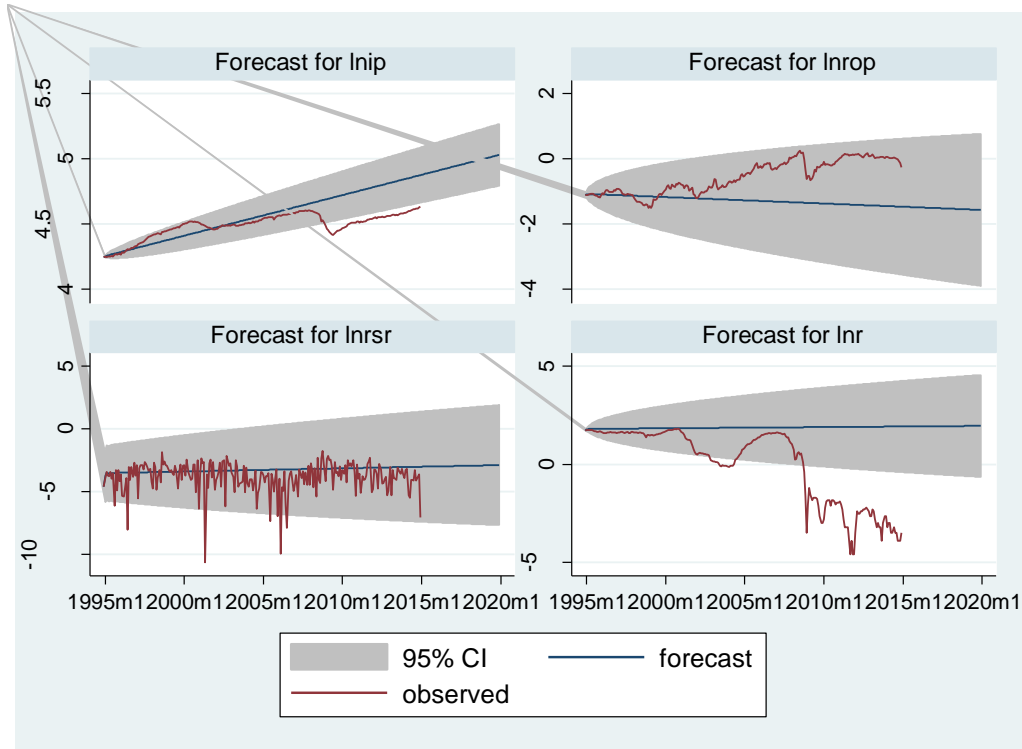 Forecast for lnip
Forecast for lnrop
5.5
5
4.5
4
2
0
-2
-4
Forecast for lnrsr
Forecast for lnr
5
0
-5
-10
5
0
-5
1995m12000m12005m12010m12015m12020m1
1995m12000m12005m12010m12015m12020m1
95% CI
forecast
observed